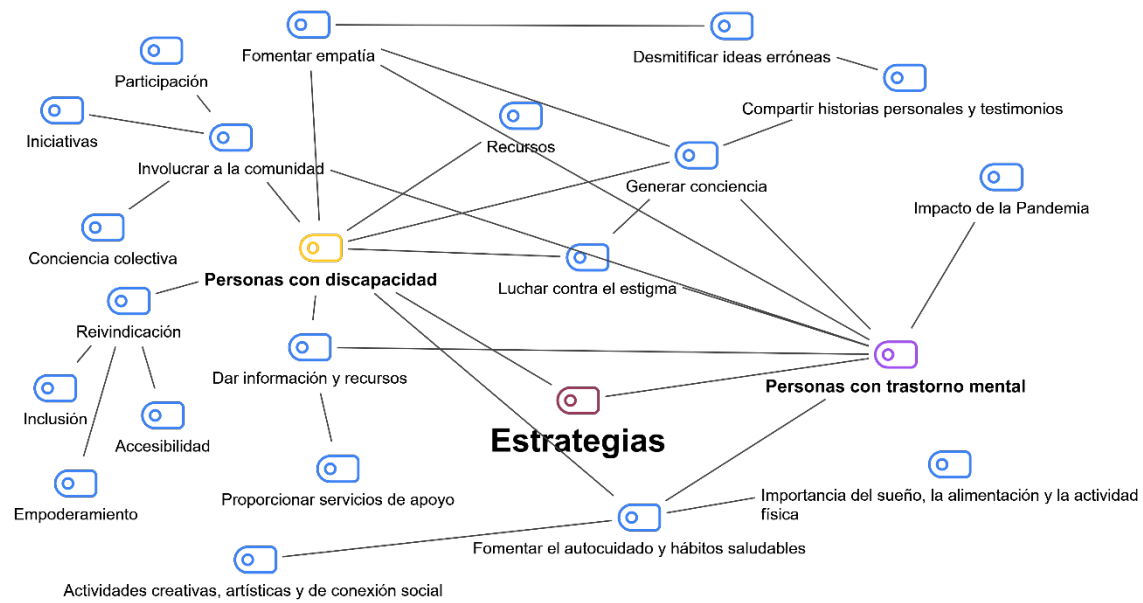 Fomentar empatía
Desmitificar ideas erróneas
Participación
Compartir historias personales y testimonios
Iniciativas
Recursos
Involucrar a la comunidad
Generar conciencia
Impacto de la Pandemia
Conciencia colectiva
Personas con discapacidad
Luchar contra el estigma
Reivindicación
Dar información y recursos
Personas con trastorno mental
Inclusión
Accesibilidad
Estrategias
Proporcionar servicios de apoyo
Importancia del sueño, la alimentación y la actividad
física
Empoderamiento
Fomentar el autocuidado y hábitos saludables
Actividades creativas, artísticas y de conexión social